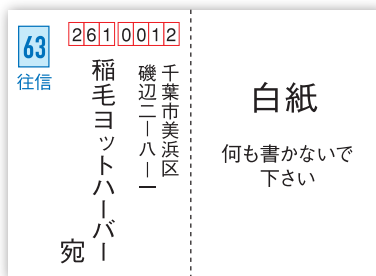 63
往信
2610012
千葉市美浜区
磯辺二ー八ー一
稲毛ヨットハーバー
宛
白紙
何も書かないで
下さい